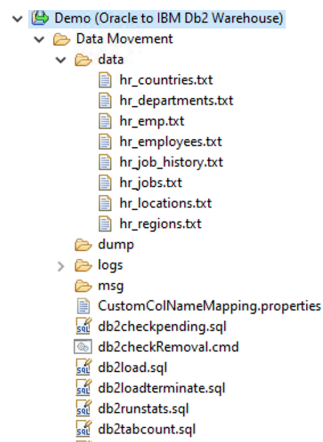 Demo (Oracle to IBM Db2 Warehouse)
Data Movement
data
hr_countries.txt
hr_departments.txt
hr_emp.txt
hr_employees.txt
hr_job_history.txt
hr_jobs.txt
hr_locations.txt
hr_regions.txt
dump
logs
msg
CustomColNameMapping.properties
db2checkpending.sql
db2checkRemoval.cmd
db2load.sql
db2loadterminate.sql
db2runstats.sql
db2tabcount.sql